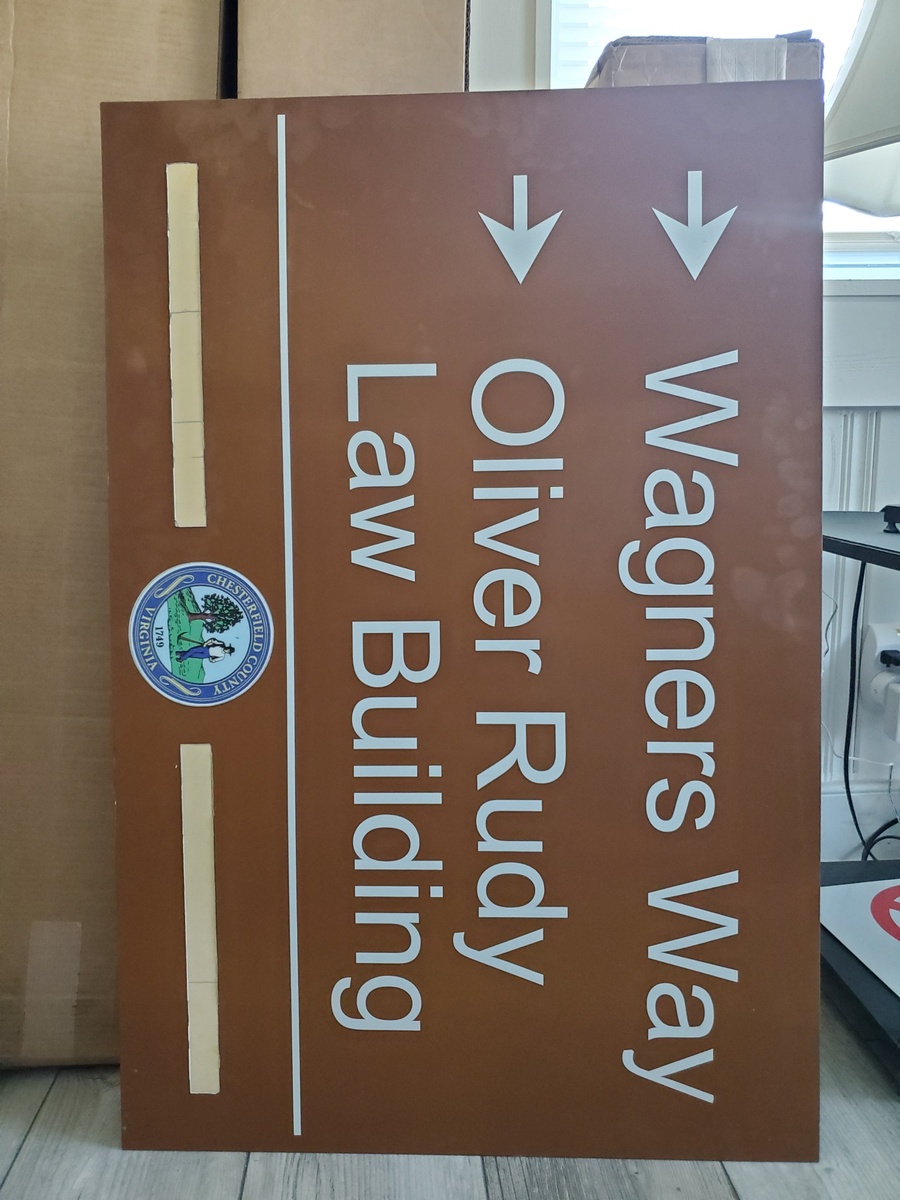 Wagners Way
Oliver Rudy
Law Building
CHESTERFIELD COUNTY
VIRGINIA
1749